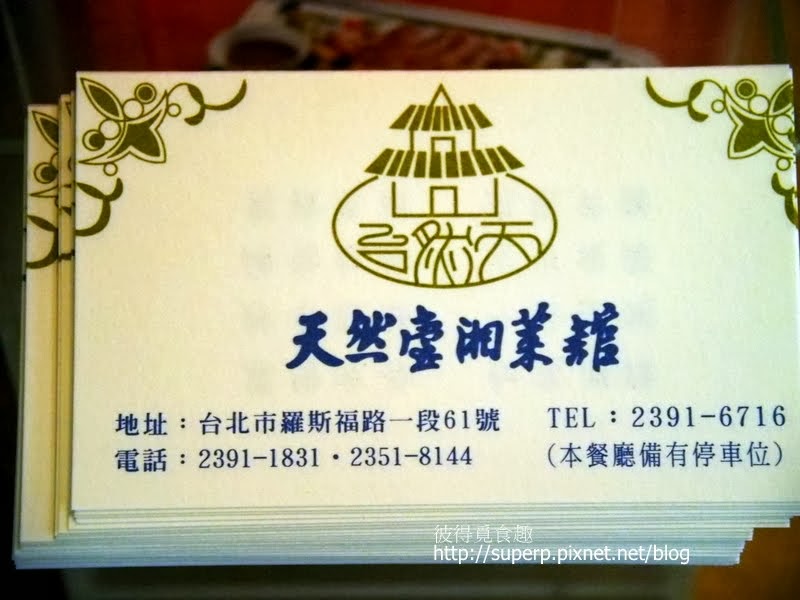 天然台
天然臺湘菜館
地址：台北市羅斯福路一段61號
電話：2391-1831・2351-8144
TEL：2391-6716
(本餐廳備有停車位)
彼得覓食趣
http://superp.pixnet.net/blog